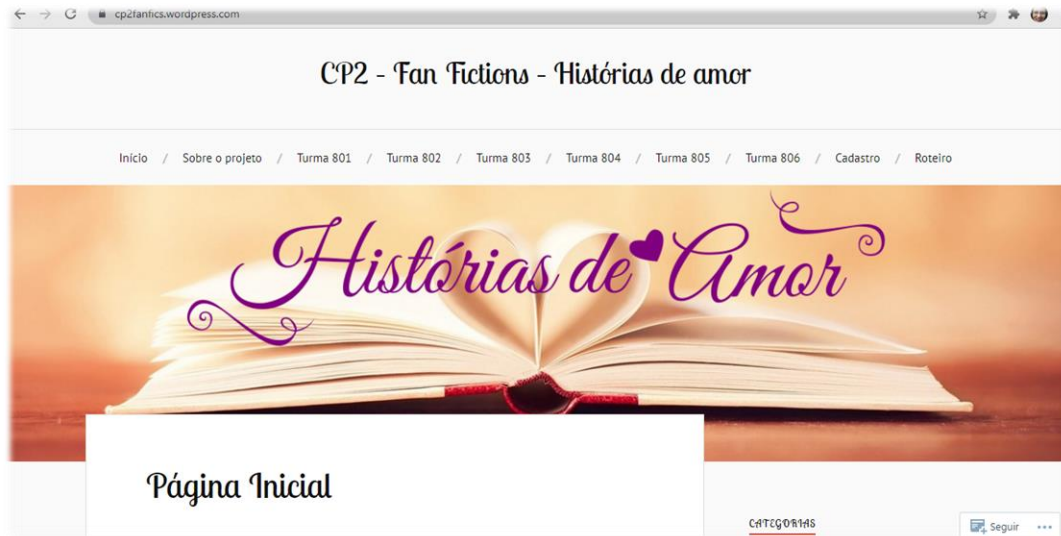 cp2fanfics.wordpress.com
CP2 - Fan Fictions - Histórias de amor
Início / Sobre o projeto / Turma 801 / Turma 802 / Turma 803 / Turma 804 / Turma 805 / Turma 806 / Cadastro / Roteiro
Histórias de Amor
Página Inicial
CATEGORIAS
Seguir